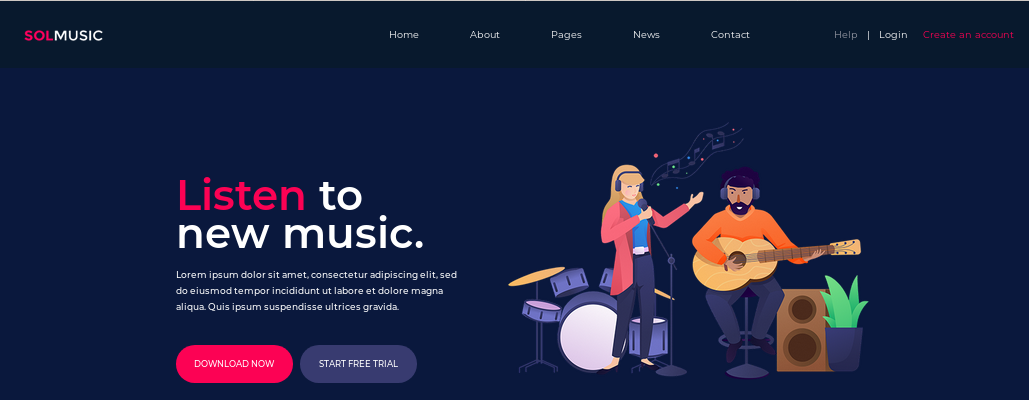 SOLMUSIC
Home About Pages News Contact
Help | Login Create an account
Listen to
new music.
Lorem ipsum dolor sit amet, consectetur adipiscing elit, sed
do eiusmod tempor incididunt ut labore et dolore magna
aliqua. Quis ipsum suspendisse ultrices gravida.
DOWNLOAD NOW
START FREE TRIAL